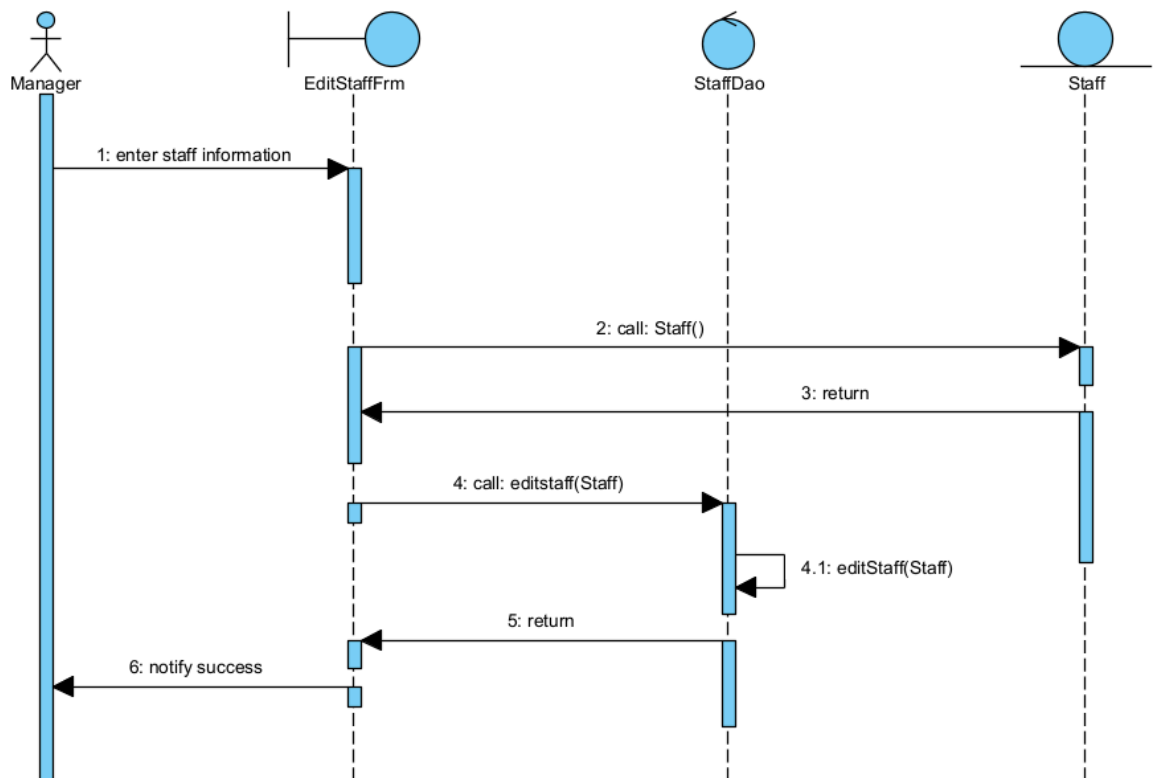 Manager
EditStaffFrm
StaffDao
Staff
1: enter staff information
2: call: Staff()
3: return
4: call: editstaff(Staff)
4.1: editStaff(Staff)
5: return
6: notify success